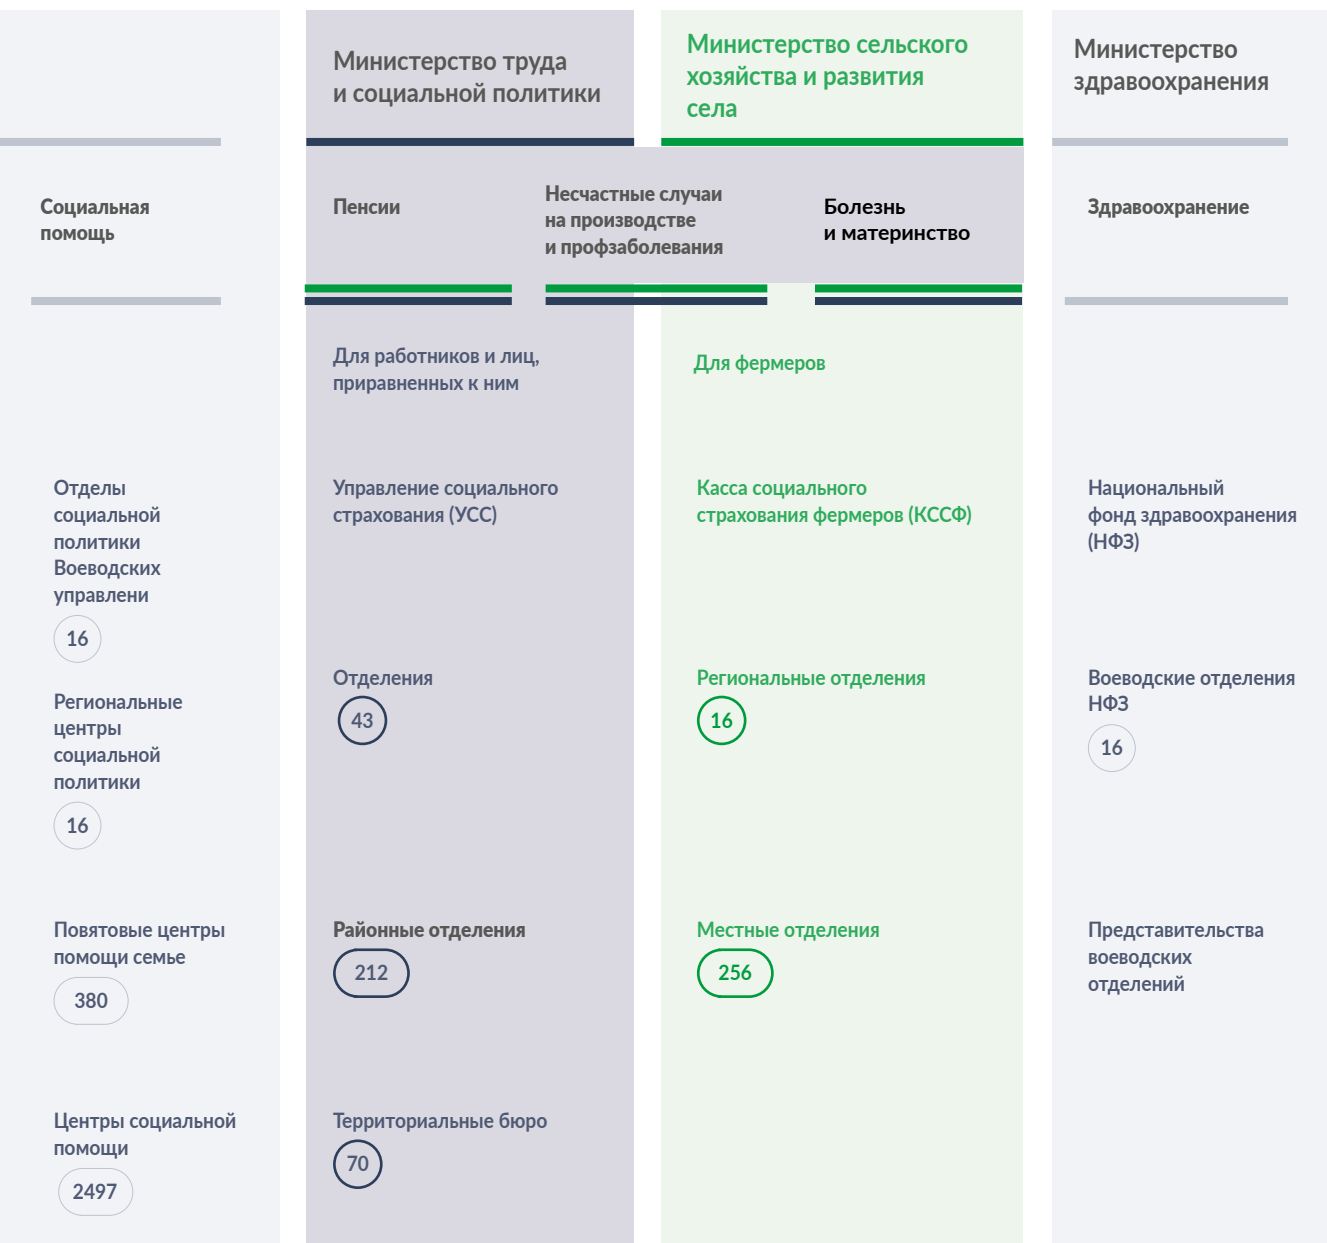 Министерство труда
и социальной политики
Министерство сельского
хозяйства и развития
села
Министерство
здравоохранения
Социальная
помощь
Пенсии
Несчастные случаи
на производстве
и профзаболевания
Болезнь
и материнство
Здравоохранение
Для работников и лиц,
приравненных к ним
Для фермеров
Отделы
социальной
политики
Воеводских
управлени
16
Управление социального
страхования (УСС)
Касса социального
страхования фермеров (КССФ)
Национальный
фонд здравоохранения
(НФЗ)
Региональные
центры
социальной
политики
16
Отделения
43
Региональные отделения
16
Воеводские отделения
НФЗ
16
Повятовые центры
помощи семье
380
Районные отделения
212
Местные отделения
256
Представительства
воеводских
отделений
Центры социальной
помощи
2497
Территориальные бюро
70